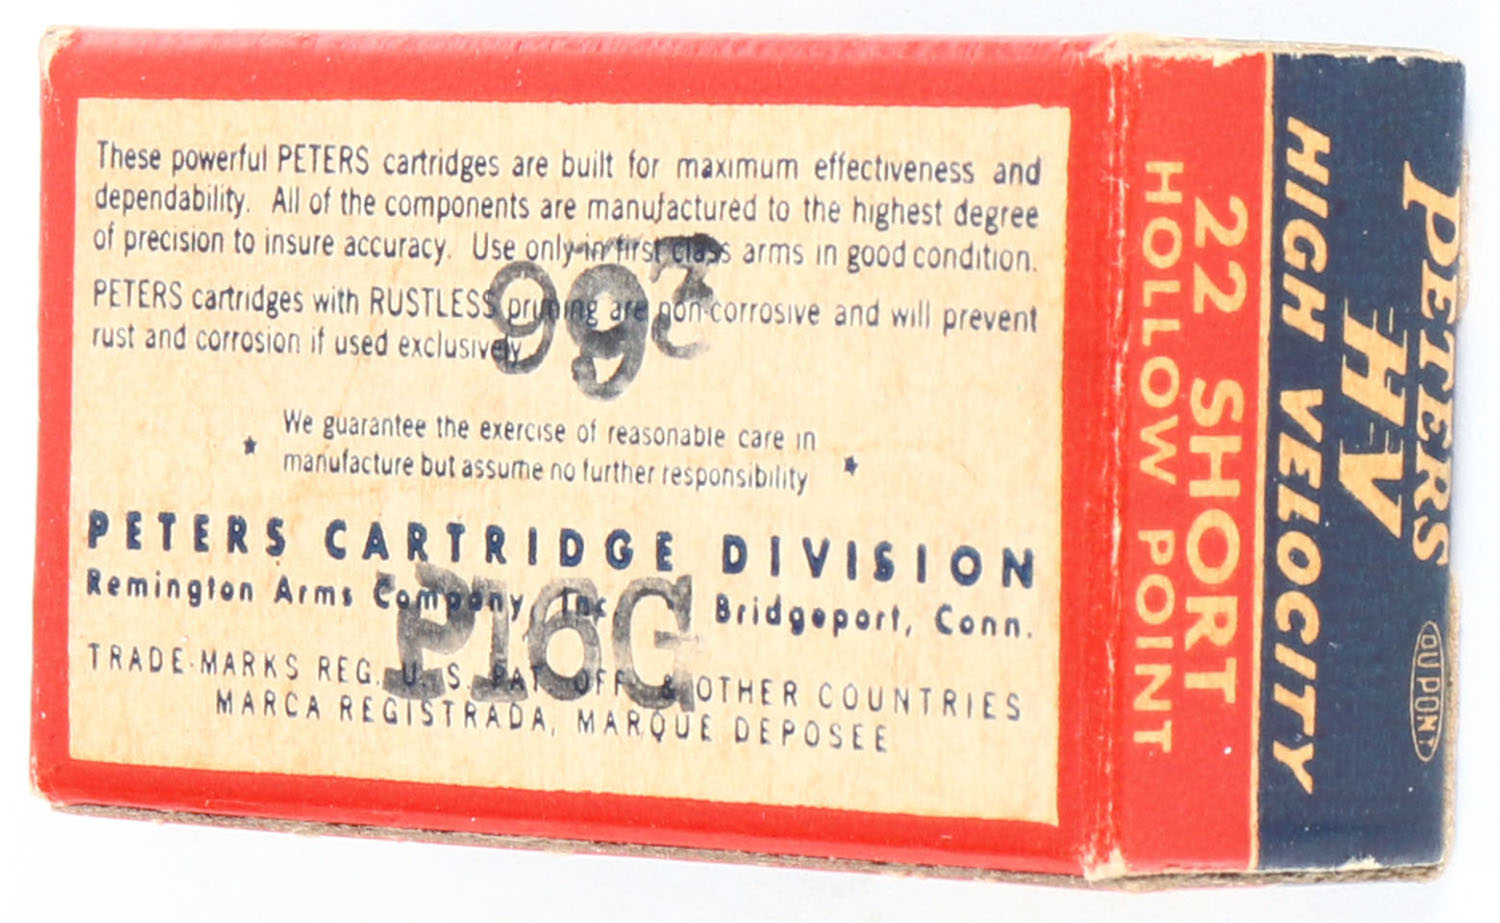 These powerful PETERS cartridges are built for maximum effectiveness and
dependability. All of the components are manufactured to the highest degree
of precision to insure accuracy. Use only in first class arms in good condition.
PETERS cartridges with RUSTLESS priming are non-corrosive and will prevent
rust and corrosion if used exclusively.
We guarantee the exercise of reasonable care in
manufacture but assume no further responsibility
PETERS CARTRIDGE DIVISION
Remington Arms Company, Inc. Bridgeport, Conn.
TRADE-MARKS REG. U.S. PAT. OFF. & OTHER COUNTRIES
MARCA REGISTRADA, MARQUE DEPOSEE
P16G
22 SHORT
HOLLOW POINT
PETERS
HV
HIGH VELOCITY
DUPONT